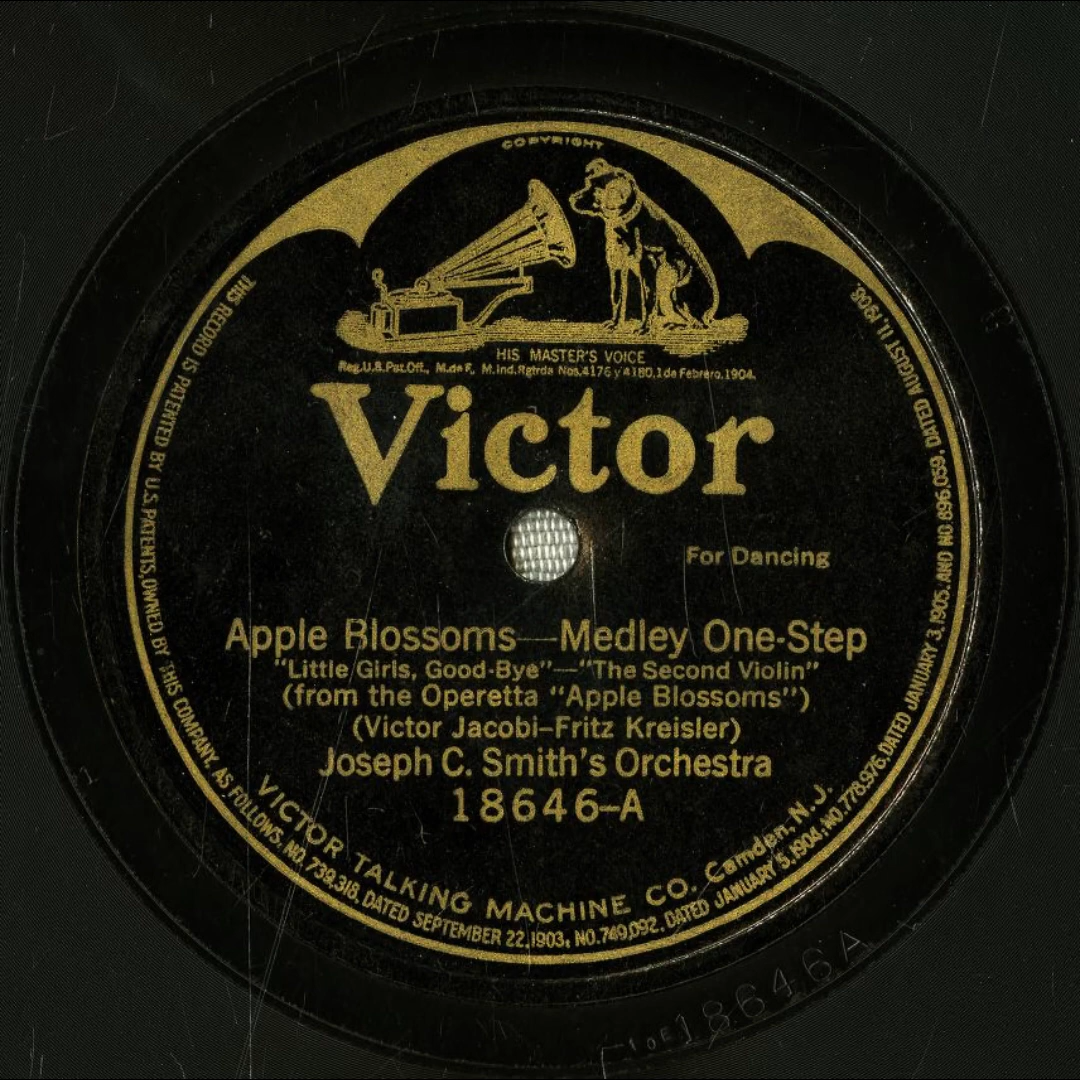 COPYRIGHT
HIS MASTER'S VOICE
Reg.U.S.Pat.Off., M.de F., M.Ind.Rgtrda Nos.4176 y 4180,1 de Febrero.1904.
Victor
For Dancing
Apple Blossoms—Medley One-Step
"Little Girls, Good-Bye"—"The Second Violin"
(from the Operetta "Apple Blossoms")
(Victor Jacobi–Fritz Kreisler)
Joseph C. Smith's Orchestra
18646–A
VICTOR TALKING MACHINE CO. Camden, N.J.
THIS RECORD IS PATENTED BY U.S. PATENTS, OWNED BY THIS COMPANY, AS FOLLOWS. NO. 739,318, DATED SEPTEMBER 22,1903; NO.749,092. DATED JANUARY 5,1904; NO.778,976. DATED JANUARY 3,1905. AND NO 896,059, DATED AUGUST 11, 1908.
18646A